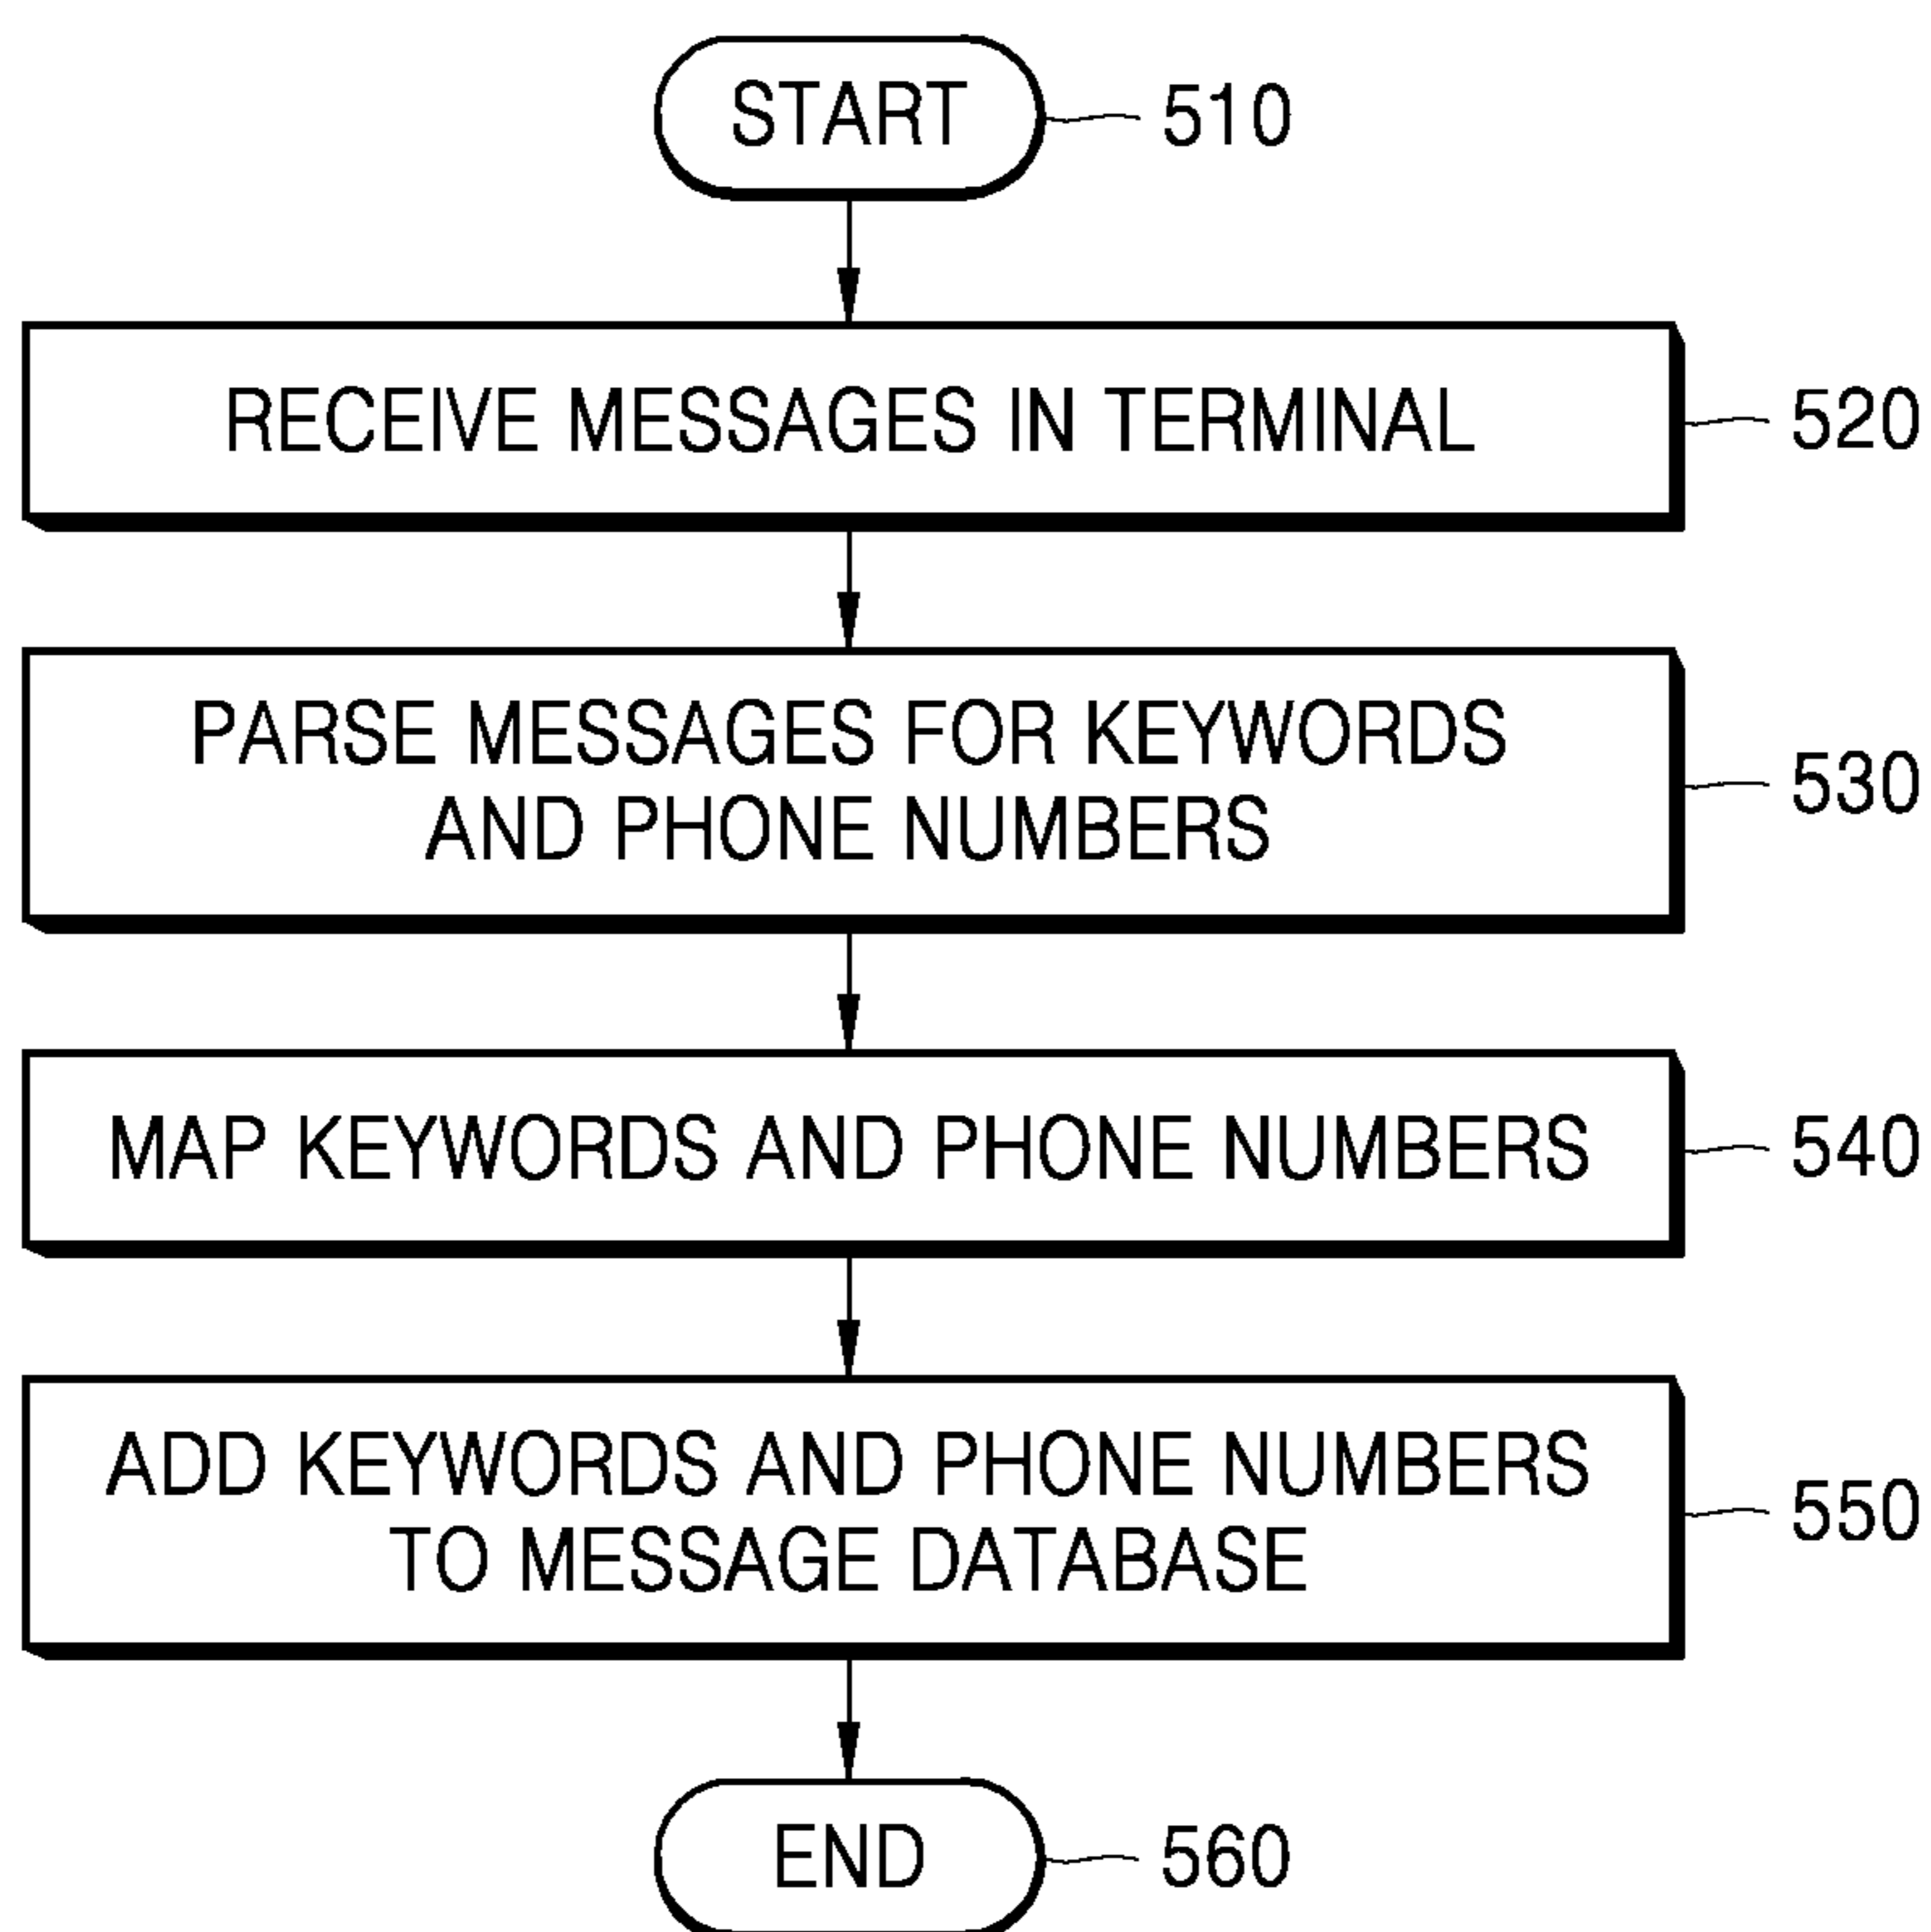 START
510
RECEIVE MESSAGES IN TERMINAL
520
PARSE MESSAGES FOR KEYWORDS
AND PHONE NUMBERS
530
MAP KEYWORDS AND PHONE NUMBERS
540
ADD KEYWORDS AND PHONE NUMBERS
TO MESSAGE DATABASE
550
END
560